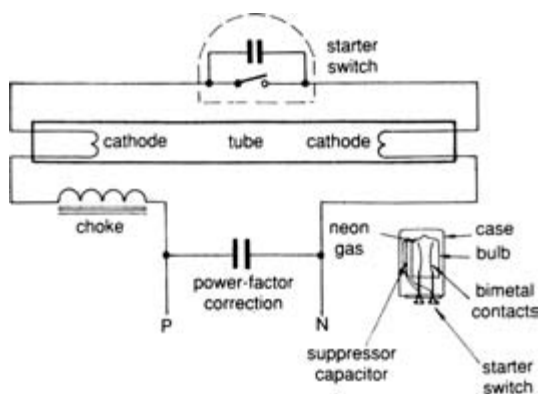 starter
switch
cathode
tube
cathode
choke
power-factor
correction
P
N
neon
gas
case
bulb
bimetal
contacts
suppressor
capacitor
starter
switch